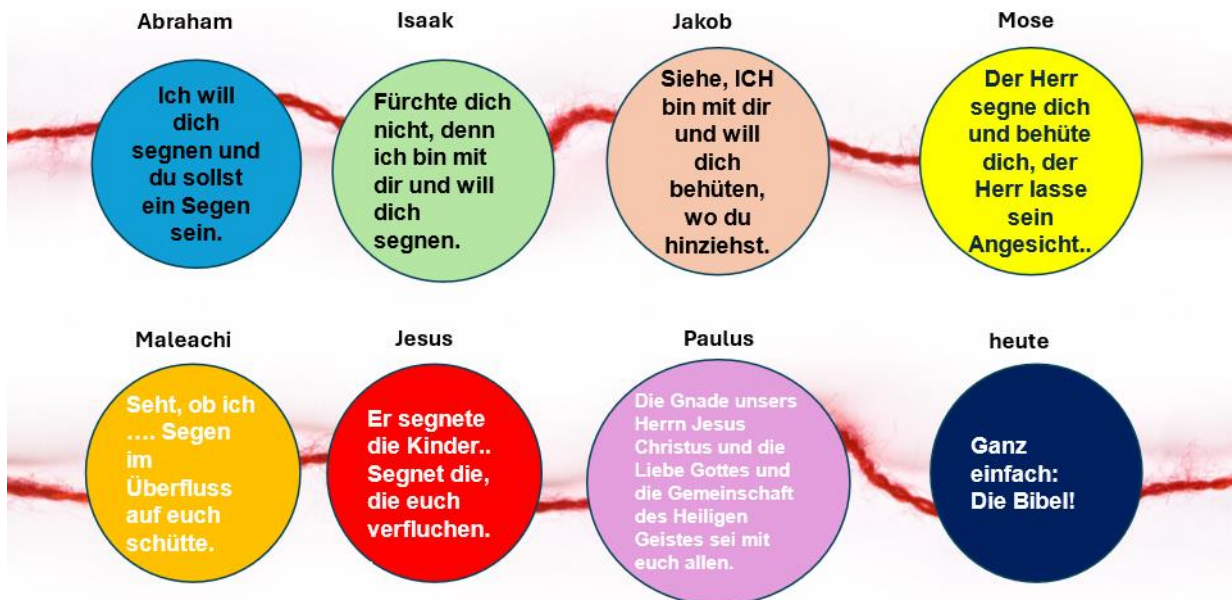 Abraham
Isaak
Jakob
Mose
Ich will
dich
segnen und
du sollst
ein Segen
sein.
Fürchte dich
nicht, denn
ich bin mit
dir und will
dich
segnen.
Siehe, ICH
bin mit dir
und will
dich
behüten,
wo du
hinziehst.
Der Herr
segne dich
und behüte
dich, der
Herr lasse
sein
Angesicht..
Maleachi
Jesus
Paulus
heute
Seht, ob ich
.... Segen
im
Überfluss
auf euch
schütte.
Er segnete
die Kinder..
Segnet die,
die euch
verfluchen.
Die Gnade unsers
Herrn Jesus
Christus und die
Liebe Gottes und
die Gemeinschaft
des Heiligen
Geistes sei mit
euch allen.
Ganz
einfach:
Die Bibel!